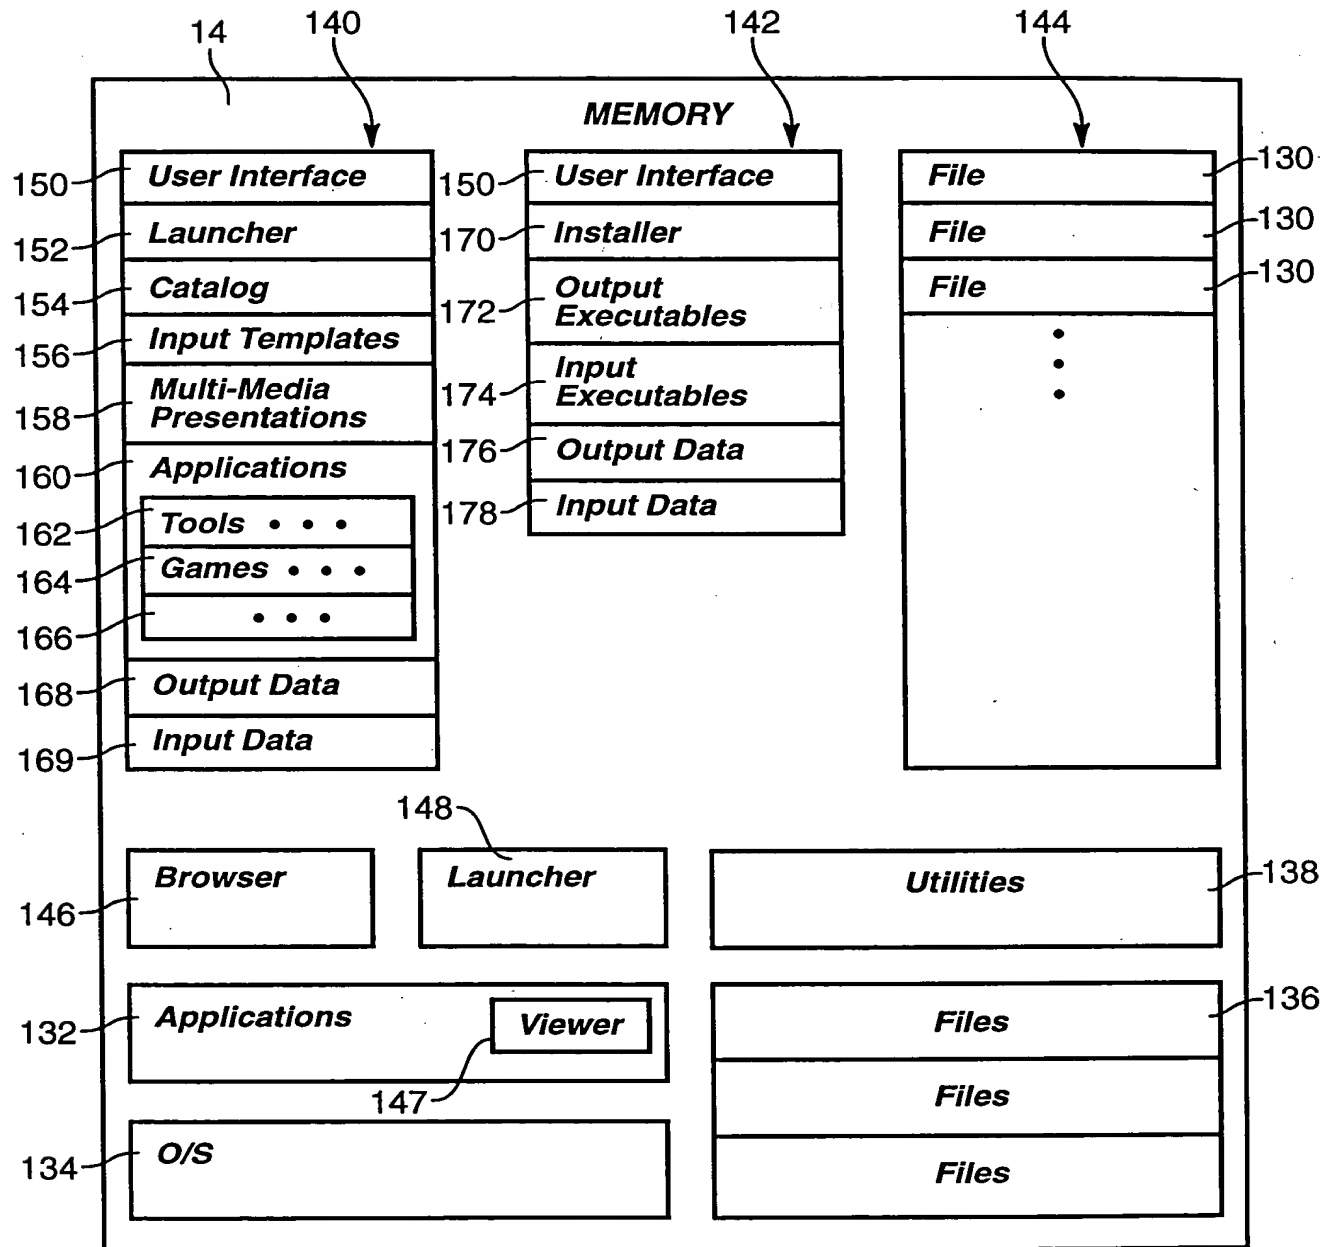 14
140
142
144
MEMORY
150
User Interface
152
Launcher
154
Catalog
156
Input Templates
158
Multi-Media
Presentations
160
Applications
162
Tools • • •
164
Games • • •
166
• • •
168
Output Data
169
Input Data
150
User Interface
170
Installer
172
Output
Executables
174
Input
Executables
176
Output Data
178
Input Data
File
130
File
130
File
130
•
•
•
146
Browser
148
Launcher
Utilities
138
132
Applications
Viewer
147
134
O/S
Files
136
Files
Files